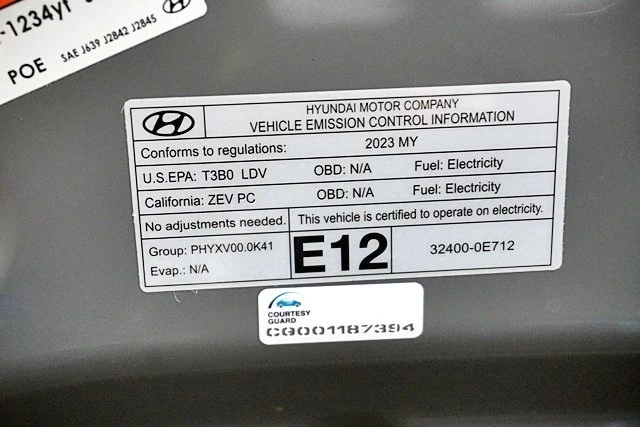 -1234yf
POE SAE J639 J2842 J2845
HYUNDAI MOTOR COMPANY
VEHICLE EMISSION CONTROL INFORMATION
Conforms to regulations: 2023 MY
U.S.EPA: T3B0 LDV OBD: N/A Fuel: Electricity
California: ZEV PC OBD: N/A Fuel: Electricity
No adjustments needed. This vehicle is certified to operate on electricity.
Group: PHYXV00.0K41
Evap.: N/A
E12
32400-0E712
COURTESY
GUARD
CG001187394